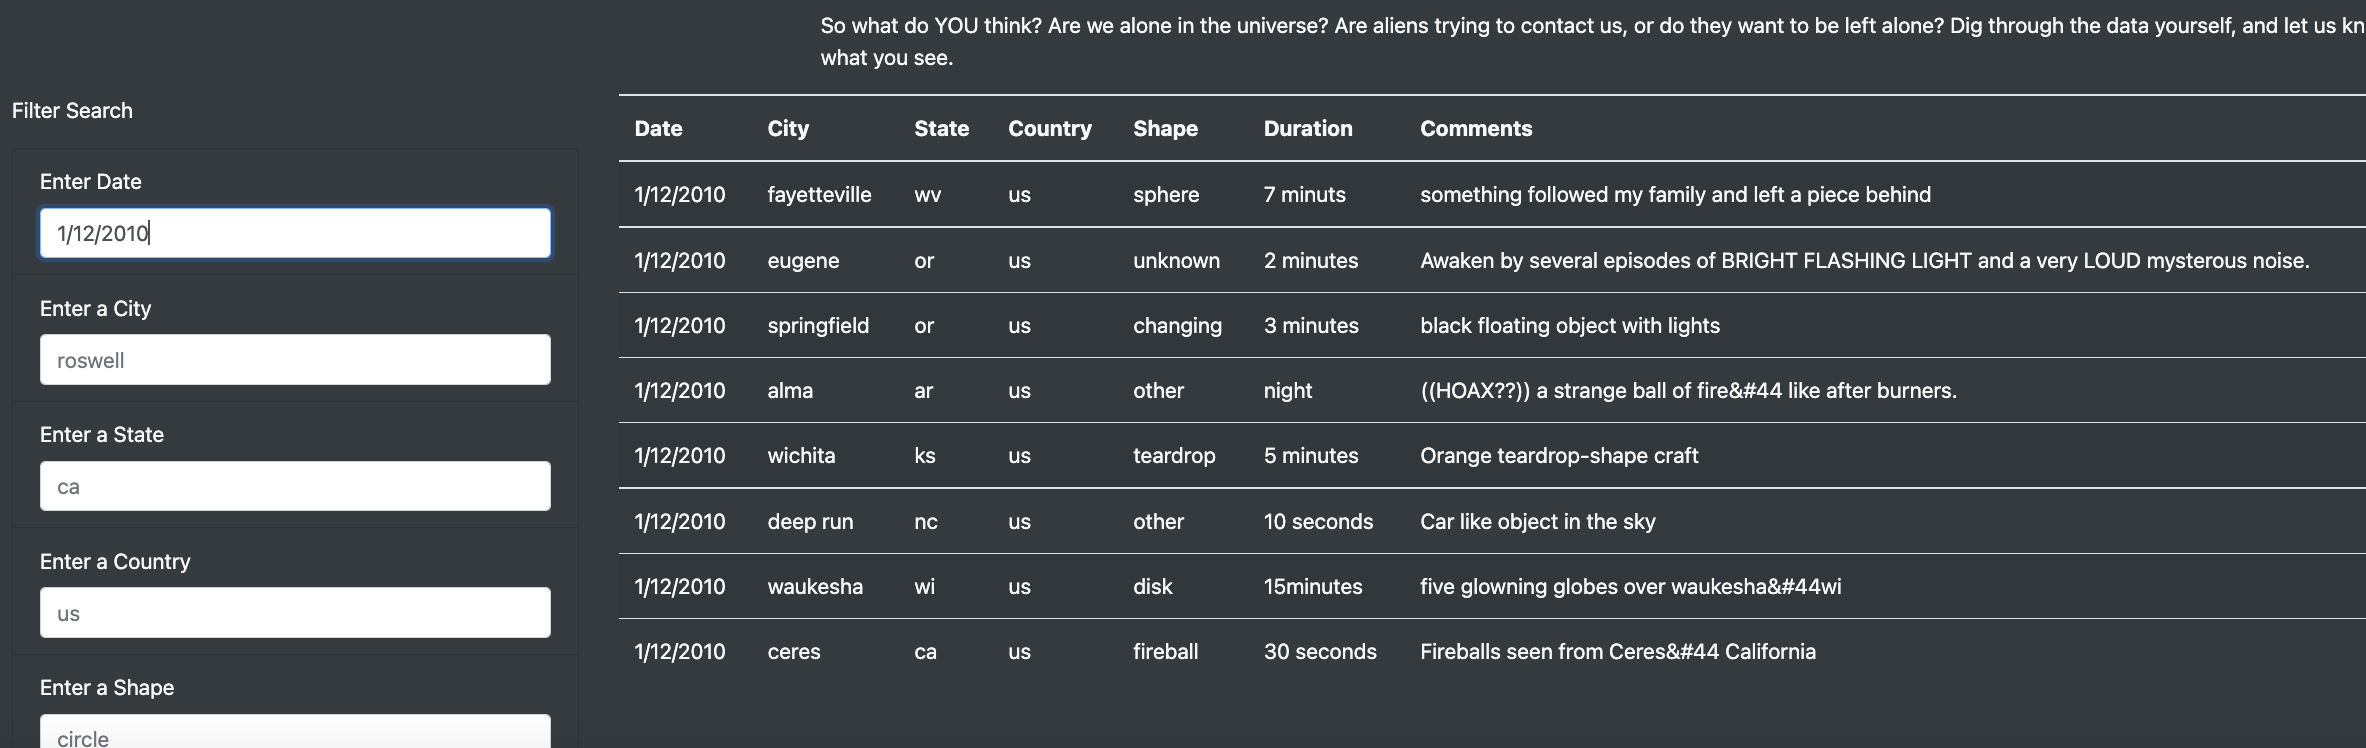 So what do YOU think? Are we alone in the universe? Are aliens trying to contact us, or do they want to be left alone? Dig through the data yourself, and let us kn
what you see.
Filter Search
Enter Date
1/12/2010
Enter a City
roswell
Enter a State
ca
Enter a Country
us
Enter a Shape
circle
Date City State Country Shape Duration Comments
1/12/2010 fayetteville wv us sphere 7 minuts something followed my family and left a piece behind
1/12/2010 eugene or us unknown 2 minutes Awaken by several episodes of BRIGHT FLASHING LIGHT and a very LOUD mysterous noise.
1/12/2010 springfield or us changing 3 minutes black floating object with lights
1/12/2010 alma ar us other night ((HOAX??)) a strange ball of fire&#44 like after burners.
1/12/2010 wichita ks us teardrop 5 minutes Orange teardrop-shape craft
1/12/2010 deep run nc us other 10 seconds Car like object in the sky
1/12/2010 waukesha wi us disk 15minutes five glowning globes over waukesha&#44wi
1/12/2010 ceres ca us fireball 30 seconds Fireballs seen from Ceres&#44 California